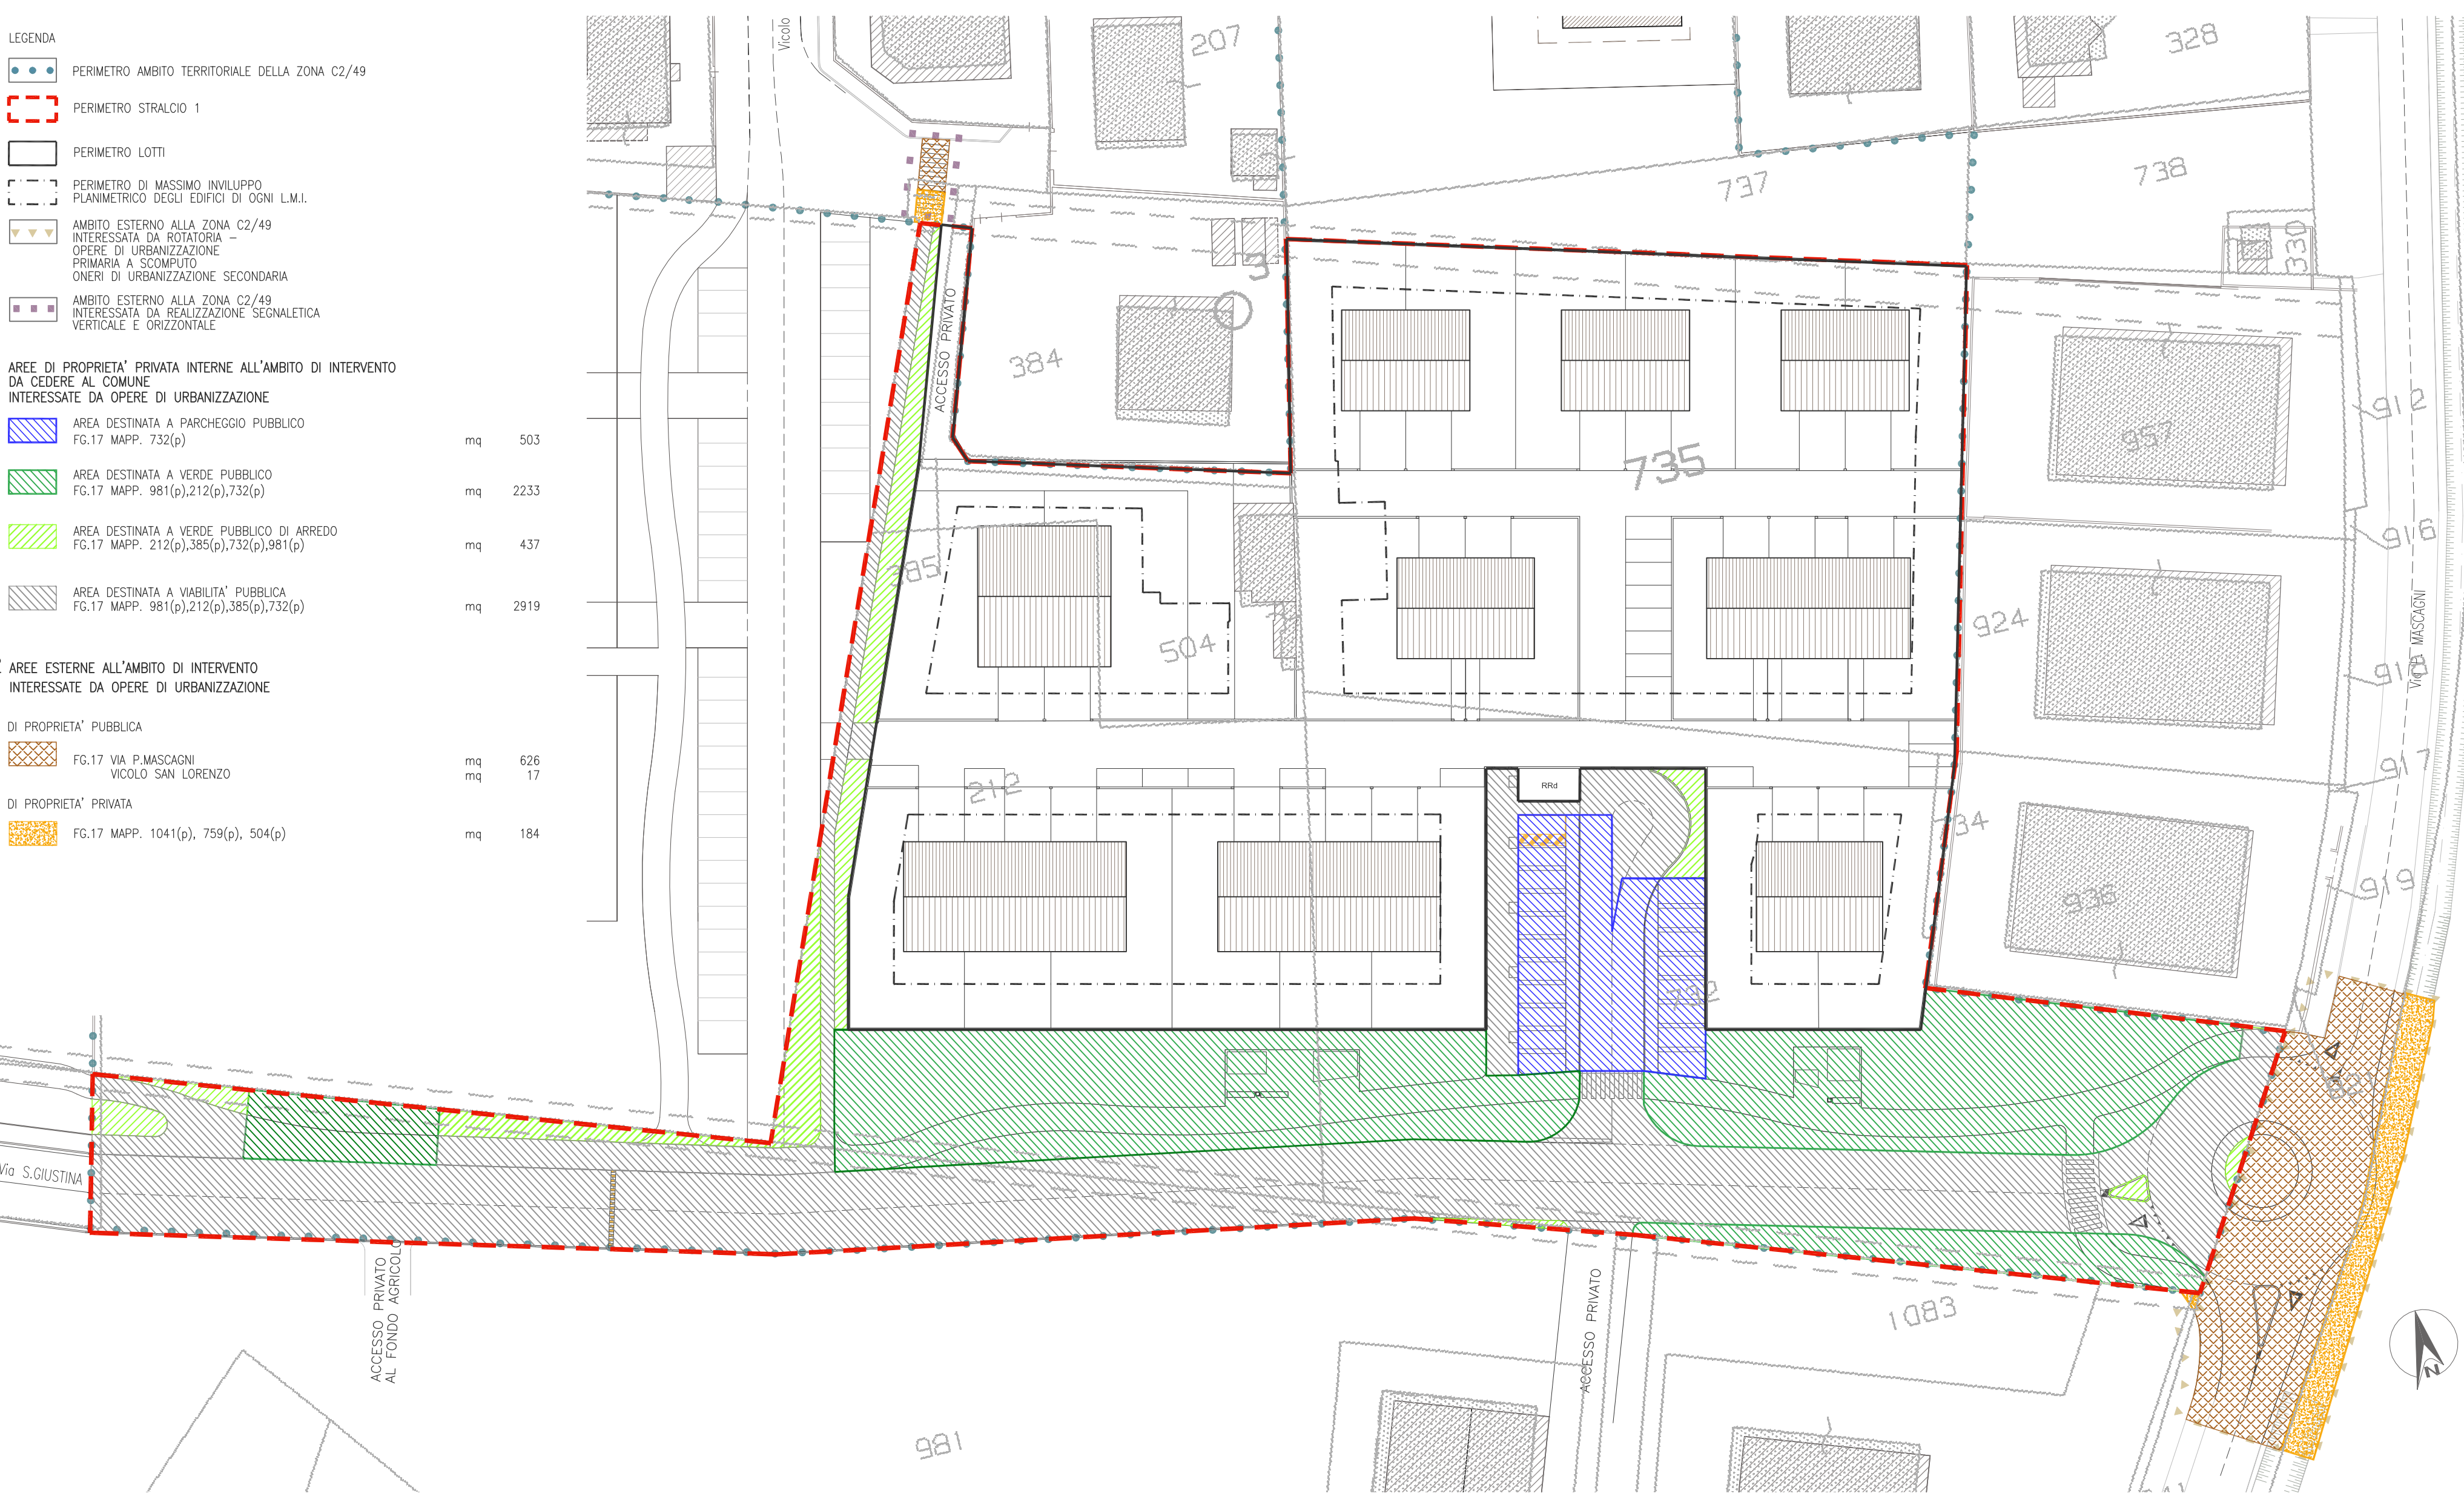 LEGENDA
PERIMETRO AMBITO TERRITORIALE DELLA ZONA C2/49
PERIMETRO STRALCIO 1
PERIMETRO LOTTI
PERIMETRO DI MASSIMO INVILUPPO
PLANIMETRICO DEGLI EDIFICI DI OGNI L.M.I.
AMBITO ESTERNO ALLA ZONA C2/49
INTERESSATA DA ROTATORIA –
OPERE DI URBANIZZAZIONE
PRIMARIA A SCOMPUTO
ONERI DI URBANIZZAZIONE SECONDARIA
AMBITO ESTERNO ALLA ZONA C2/49
INTERESSATA DA REALIZZAZIONE SEGNALETICA
VERTICALE E ORIZZONTALE
AREE DI PROPRIETA' PRIVATA INTERNE ALL'AMBITO DI INTERVENTO
DA CEDERE AL COMUNE
INTERESSATE DA OPERE DI URBANIZZAZIONE
AREA DESTINATA A PARCHEGGIO PUBBLICO
FG.17 MAPP. 732(p) mq 503
AREA DESTINATA A VERDE PUBBLICO
FG.17 MAPP. 981(p),212(p),732(p) mq 2233
AREA DESTINATA A VERDE PUBBLICO DI ARREDO
FG.17 MAPP. 212(p),385(p),732(p),981(p) mq 437
AREA DESTINATA A VIABILITA' PUBBLICA
FG.17 MAPP. 981(p),212(p),385(p),732(p) mq 2919
AREE ESTERNE ALL'AMBITO DI INTERVENTO
INTERESSATE DA OPERE DI URBANIZZAZIONE
DI PROPRIETA' PUBBLICA
FG.17 VIA P.MASCAGNI mq 626
VICOLO SAN LORENZO mq 17
DI PROPRIETA' PRIVATA
FG.17 MAPP. 1041(p), 759(p), 504(p) mq 184
Vicolo
207
328
737
738
330
3
384
ACCESSO PRIVATO
735
957
912
916
385
504
924
918
Via P. MASCAGNI
917
212
RRd
734
936
919
732
Via S.GIUSTINA
ACCESSO PRIVATO
AL FONDO AGRICOLO
ACCESSO PRIVATO
1083
981
N